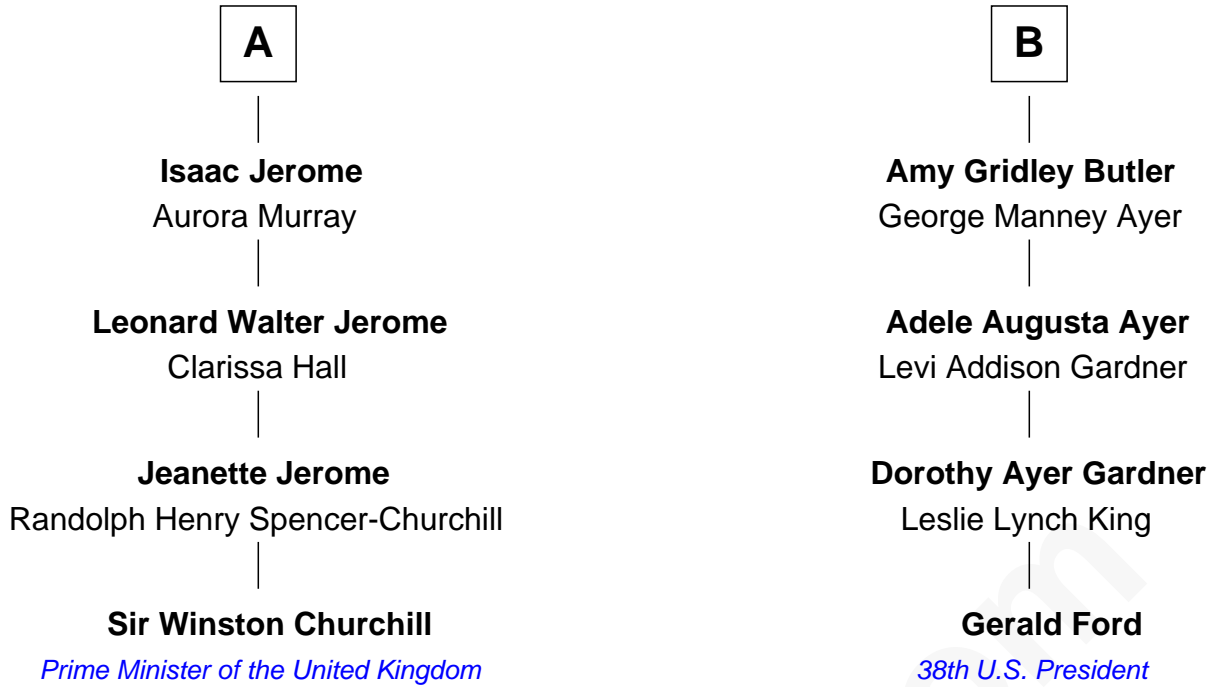 A
Isaac Jerome
Aurora Murray
Leonard Walter Jerome
Clarissa Hall
Jeanette Jerome
Randolph Henry Spencer-Churchill
Sir Winston Churchill
Prime Minister of the United Kingdom
B
Amy Gridley Butler
George Manney Ayer
Adele Augusta Ayer
Levi Addison Gardner
Dorothy Ayer Gardner
Leslie Lynch King
Gerald Ford
38th U.S. President
om